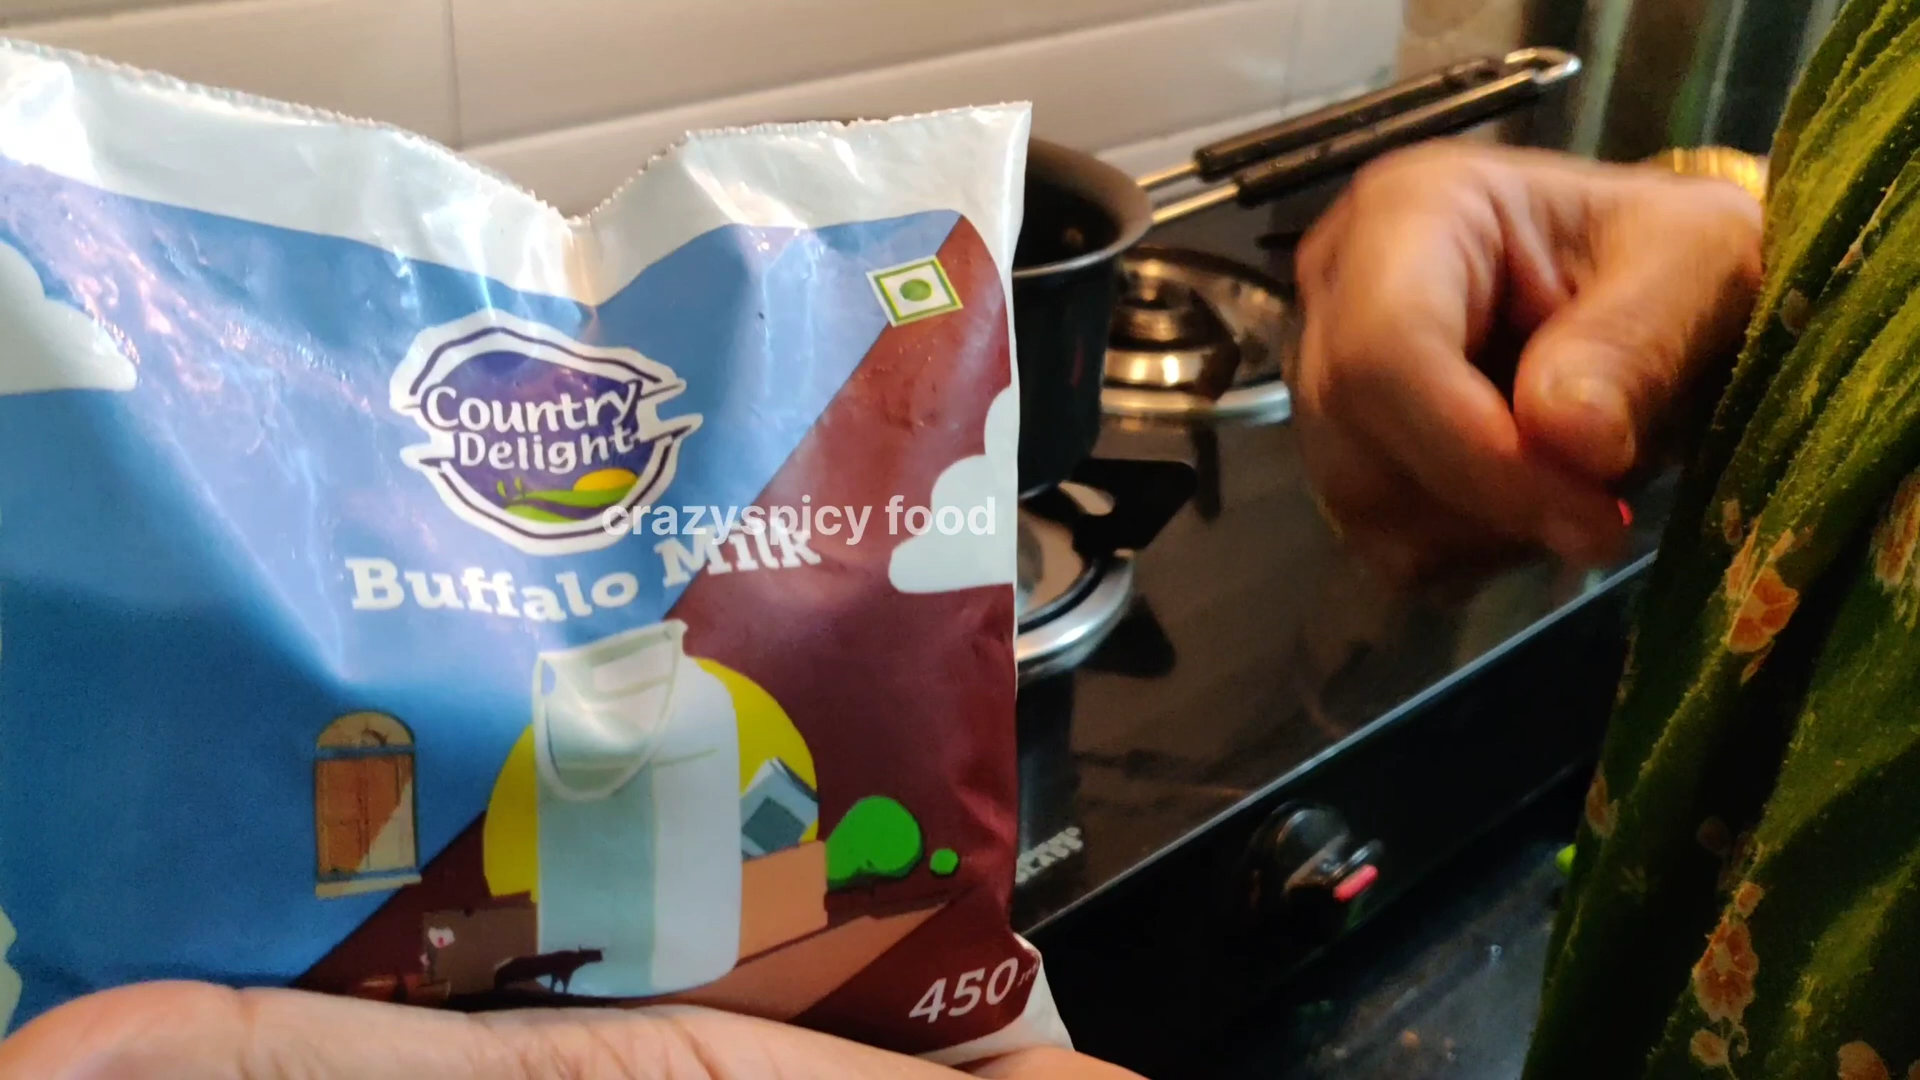 Country
Delight
crazyspicy food
Buffalo Milk
450